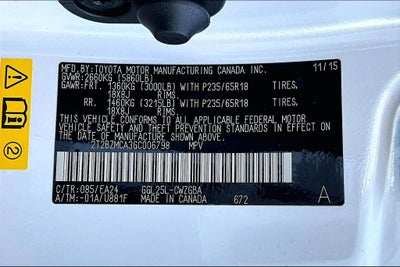 MFD.BY:TOYOTA MOTOR MANUFACTURING CANADA INC. 11/15
GVWR:2660KG (5860LB)
GAWR:FRT. 1360KG (3000LB) WITH P235/65R18 TIRES,
18X8J RIMS,
RR. 1460KG (3215LB) WITH P235/65R18 TIRES,
18X8J RIMS,
THIS VEHICLE CONFORMS TO ALL APPLICABLE FEDERAL MOTOR
VEHICLE SAFETY STANDARDS IN EFFECT ON
THE DATE OF MANUFACTURE SHOWN ABOVE.
2T2BZMCA3GC006798 MPV
C/TR:085/EA24 GGL25L-CWZGBA A
A/TM:-01A/U881F MADE IN CANADA 672